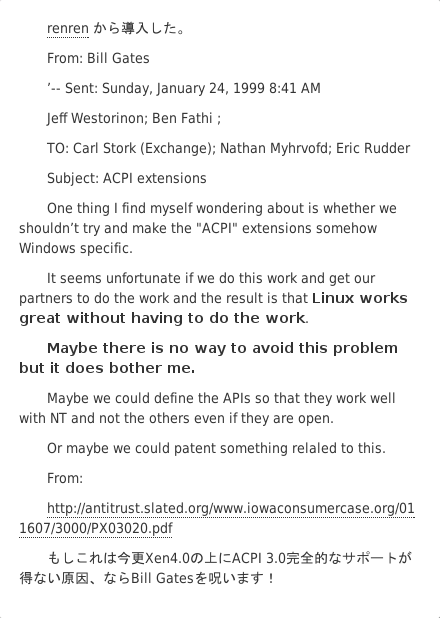 renren から導入した。
From: Bill Gates
’-- Sent: Sunday, January 24, 1999 8:41 AM
Jeff Westorinon; Ben Fathi ;
TO: Carl Stork (Exchange); Nathan Myhrvofd; Eric Rudder
Subject: ACPI extensions
One thing I find myself wondering about is whether we
shouldn’t try and make the "ACPI" extensions somehow
Windows specific.
It seems unfortunate if we do this work and get our
partners to do the work and the result is that Linux works
great without having to do the work.
Maybe there is no way to avoid this problem
but it does bother me.
Maybe we could define the APIs so that they work well
with NT and not the others even if they are open.
Or maybe we could patent something relaled to this.
From:
http://antitrust.slated.org/www.iowaconsumercase.org/01
1607/3000/PX03020.pdf
もしこれは今更Xen4.0の上にACPI 3.0完全的なサポートが
得ない原因、ならBill Gatesを呪います！